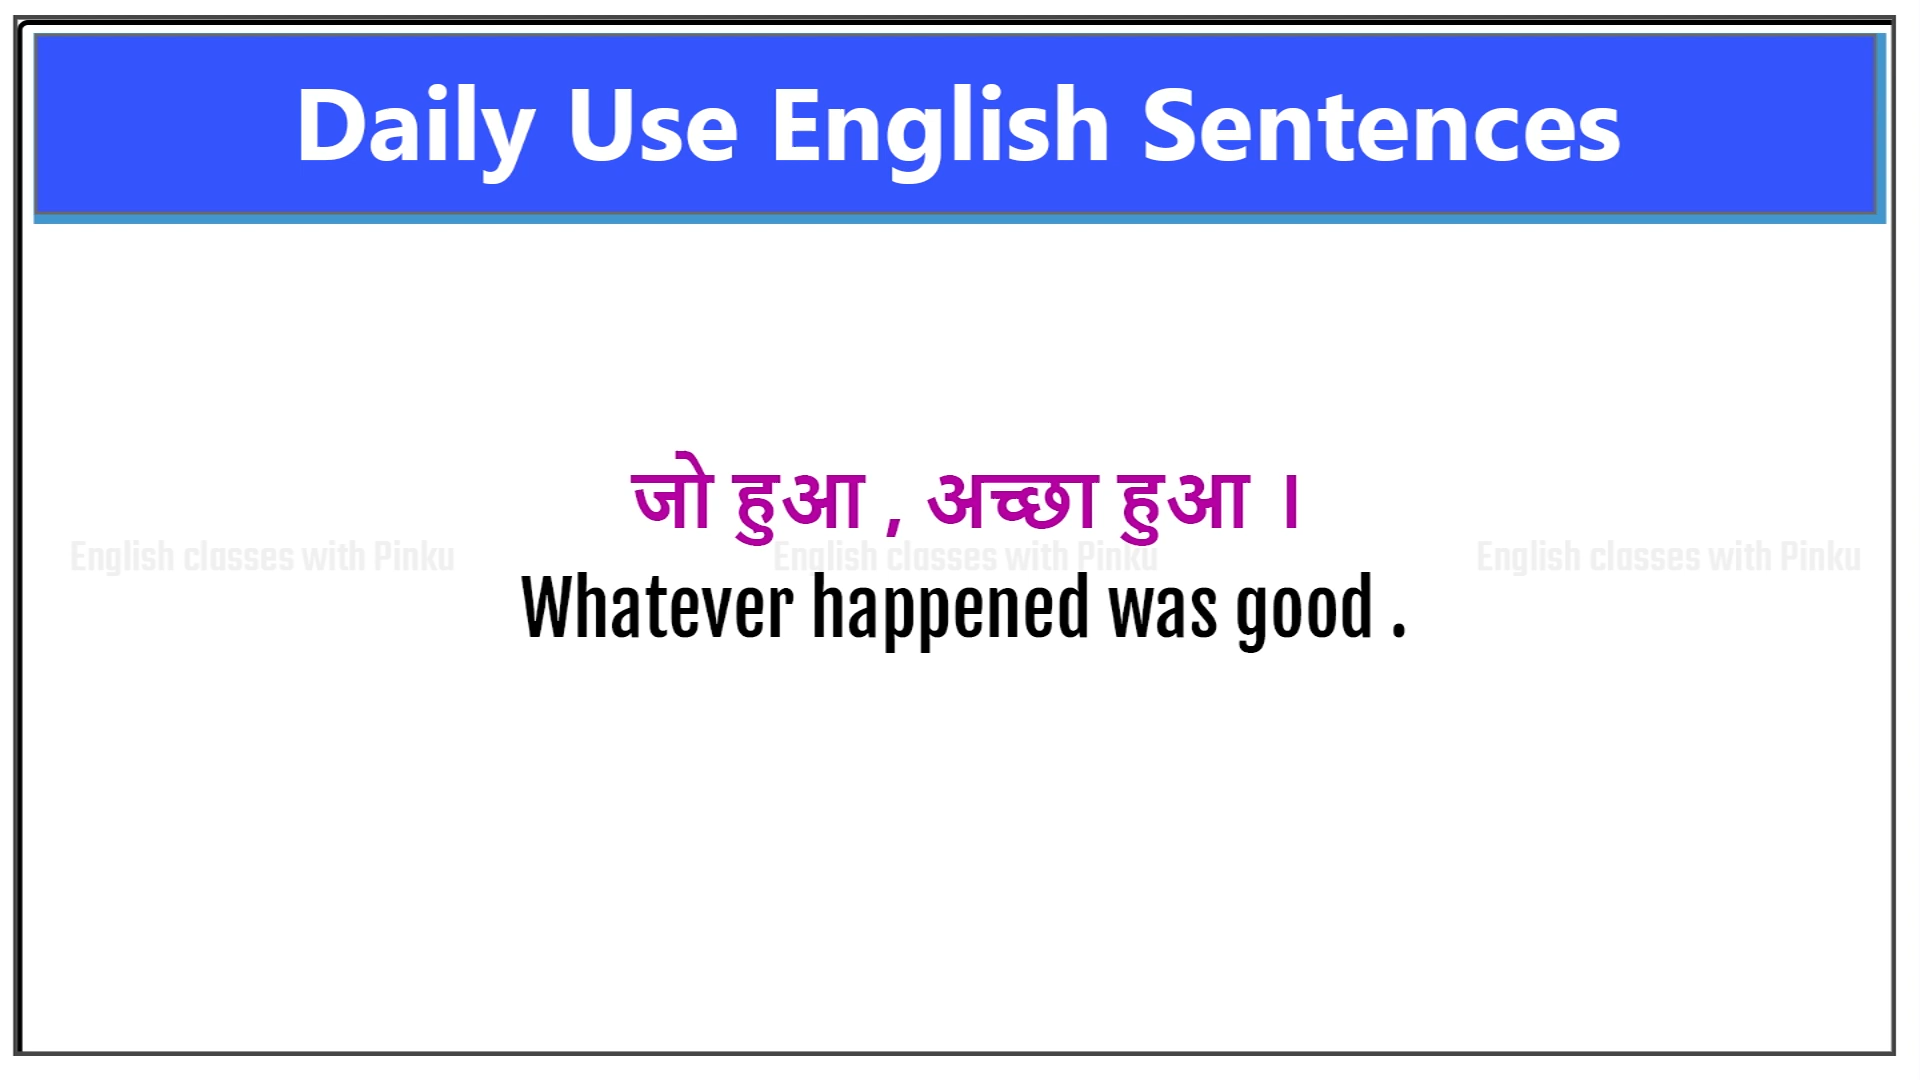 Daily Use English Sentences
जो हुआ , अच्छा हुआ ।
English classes with Pinku English classes with Pinku English classes with Pinku
Whatever happened was good .